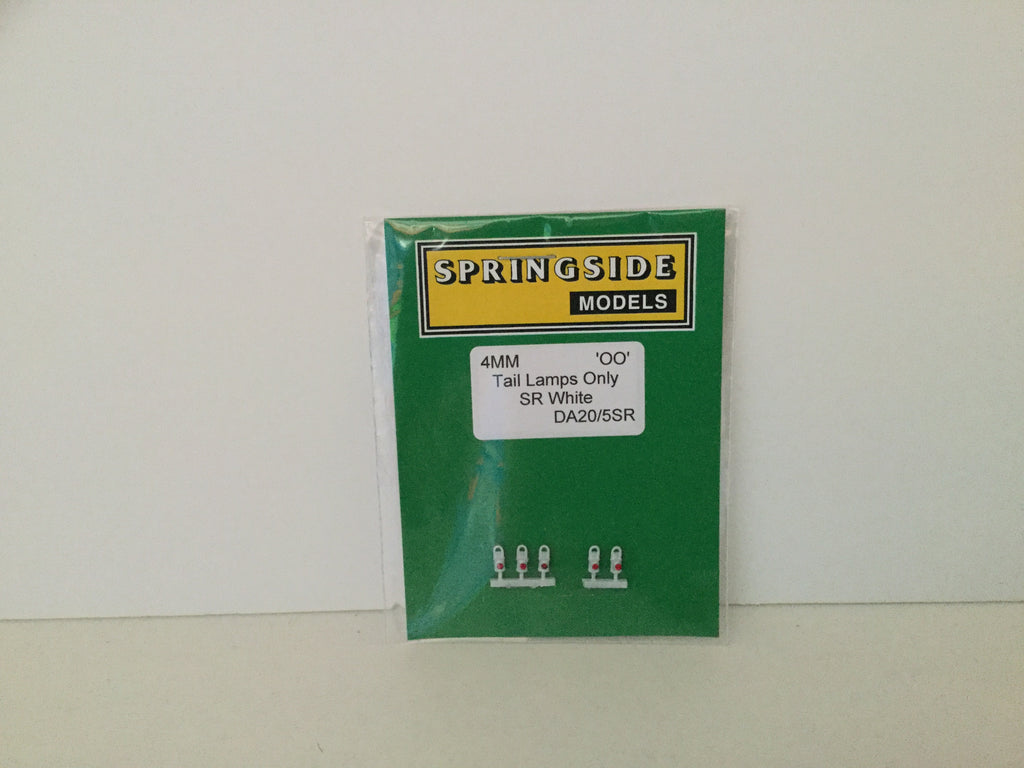 SPRINGSIDE
MODELS
4MM 'OO'
Tail Lamps Only
SR White
DA20/5SR